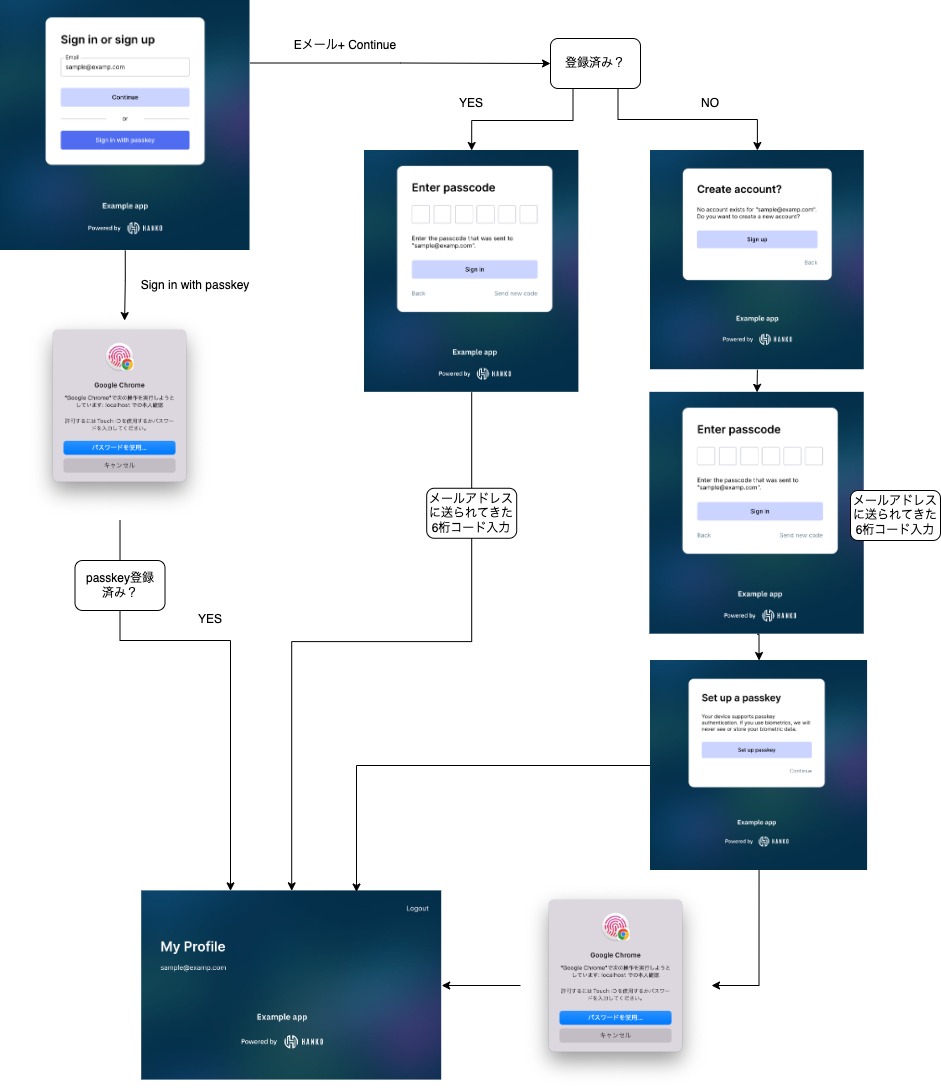 Sign in or sign up
Email
sample@examp.com
Continue
or
Sign in with passkey
Example app
Powered by HANKO
Eメール+ Continue
登録済み？
YES
NO
Enter passcode
Enter the passcode that was sent to
"sample@examp.com".
Sign in
Back
Send new code
Example app
Powered by HANKO
Create account?
No account exists for "sample@examp.com".
Do you want to create a new account?
Sign up
Back
Example app
Powered by HANKO
Sign in with passkey
Google Chrome
"Google Chrome"で次の操作を実行しようと
しています: localhost での本人確認
許可するにはTouch IDを使用するかパスワー
ドを入力してください。
パスワードを使用...
キャンセル
メールアドレス
に送られてきた
6桁コード入力
Enter passcode
Enter the passcode that was sent to
"sample@examp.com".
Sign in
Back
Send new code
Example app
Powered by HANKO
メールアドレス
に送られてきた
6桁コード入力
passkey登録
済み？
YES
Set up a passkey
Your device supports passkey
authentication. If you use biometrics, we will
never see or store your biometric data.
Set up passkey
Continue
Example app
Powered by HANKO
Logout
My Profile
sample@examp.com
Example app
Powered by HANKO
Google Chrome
"Google Chrome"で次の操作を実行しようと
しています: localhost での本人確認
許可するにはTouch IDを使用するかパスワー
ドを入力してください。
パスワードを使用...
キャンセル